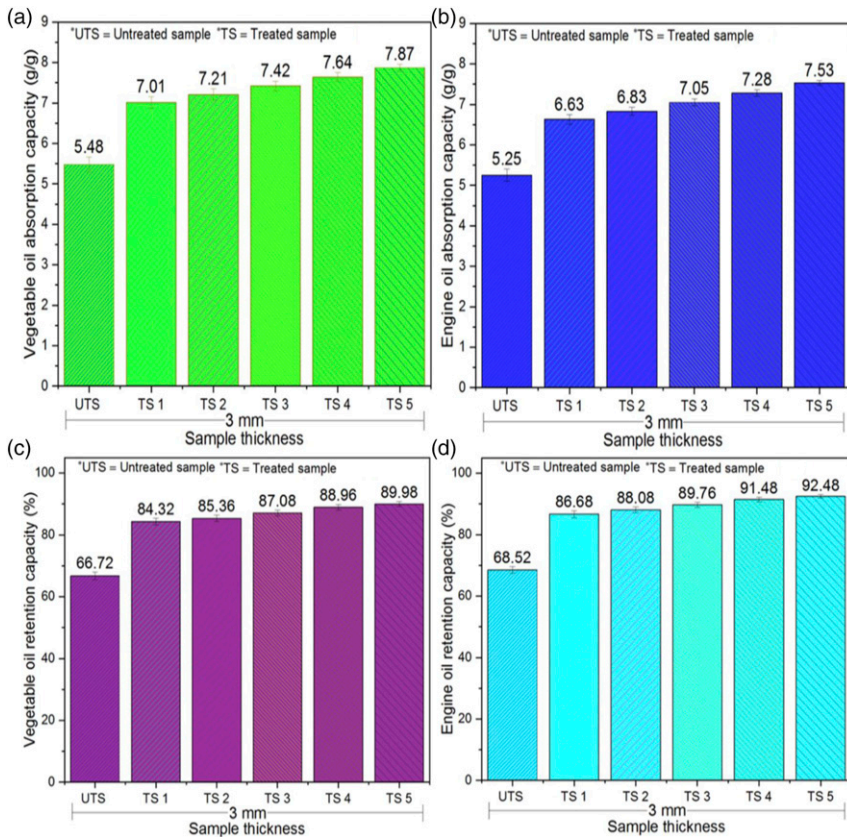 (a)
*UTS = Untreated sample *TS = Treated sample
Vegetable oil absorption capacity (g/g)
9
8
7
6
5
4
3
2
1
0
5.48
7.01
7.21
7.42
7.64
7.87
UTS
TS 1
TS 2
TS 3
TS 4
TS 5
3 mm
Sample thickness
(b)
*UTS = Untreated sample *TS = Treated sample
Engine oil absorption capacity (g/g)
9
8
7
6
5
4
3
2
1
0
5.25
6.63
6.83
7.05
7.28
7.53
UTS
TS 1
TS 2
TS 3
TS 4
TS 5
3 mm
Sample thickness
(c)
*UTS = Untreated sample *TS = Treated sample
Vegetable oil retention capacity (%)
100
80
60
40
20
0
66.72
84.32
85.36
87.08
88.96
89.98
UTS
TS 1
TS 2
TS 3
TS 4
TS 5
3 mm
Sample thickness
(d)
*UTS = Untreated sample *TS = Treated sample
Engine oil retention capacity (%)
100
80
60
40
20
0
68.52
86.68
88.08
89.76
91.48
92.48
UTS
TS 1
TS 2
TS 3
TS 4
TS 5
3 mm
Sample thickness